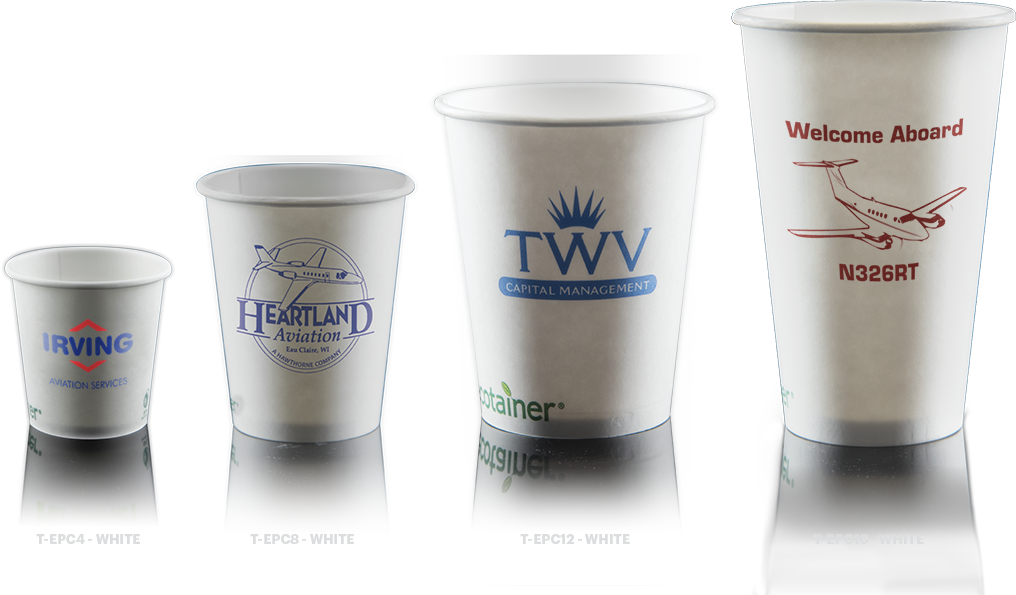 IRVING
AVIATION SERVICES
er®
HEARTLAND
Aviation
Eau Claire, WI
A HAWTHORNE COMPANY
TWV
CAPITAL MANAGEMENT
cotainer®
Welcome Aboard
N326RT
T-EPC4 - WHITE
T-EPC8 - WHITE
T-EPC12 - WHITE